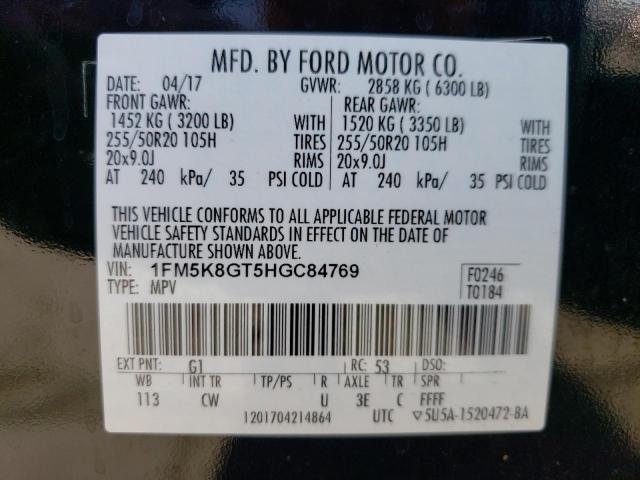 MFD. BY FORD MOTOR CO.
DATE: 04/17 GVWR: 2858 KG ( 6300 LB)
FRONT GAWR: REAR GAWR:
1452 KG ( 3200 LB) WITH 1520 KG ( 3350 LB) WITH
255/50R20 105H TIRES 255/50R20 105H TIRES
20x9.0J RIMS 20x9.0J RIMS
AT 240 kPa/ 35 PSI COLD AT 240 kPa/ 35 PSI COLD
THIS VEHICLE CONFORMS TO ALL APPLICABLE FEDERAL MOTOR
VEHICLE SAFETY STANDARDS IN EFFECT ON THE DATE OF
MANUFACTURE SHOWN ABOVE.
VIN: 1FM5K8GT5HGC84769 F0246
TYPE: MPV T0184
EXT PNT: G1 RC: 53 DSO:
WB INT TR TP/PS R AXLE TR SPR
113 CW U 3E C FFFF
1201704214864 UTC ▽5U5A-1520472-BA